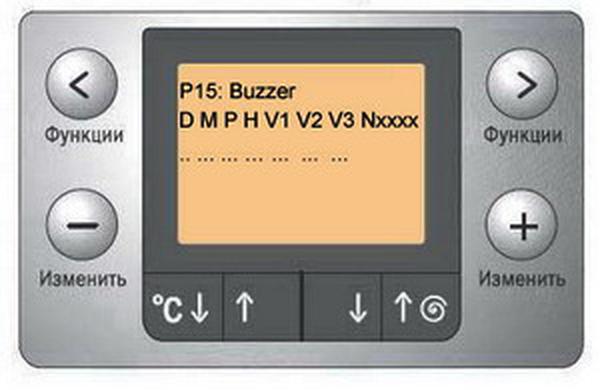 <
>
P15: Buzzer
D M P H V1 V2 V3 Nxxxx
.. ... ... ... ... ... ...
Функции
Функции
−
+
Изменить
Изменить
°C ↓ ↑ ↓ ↑